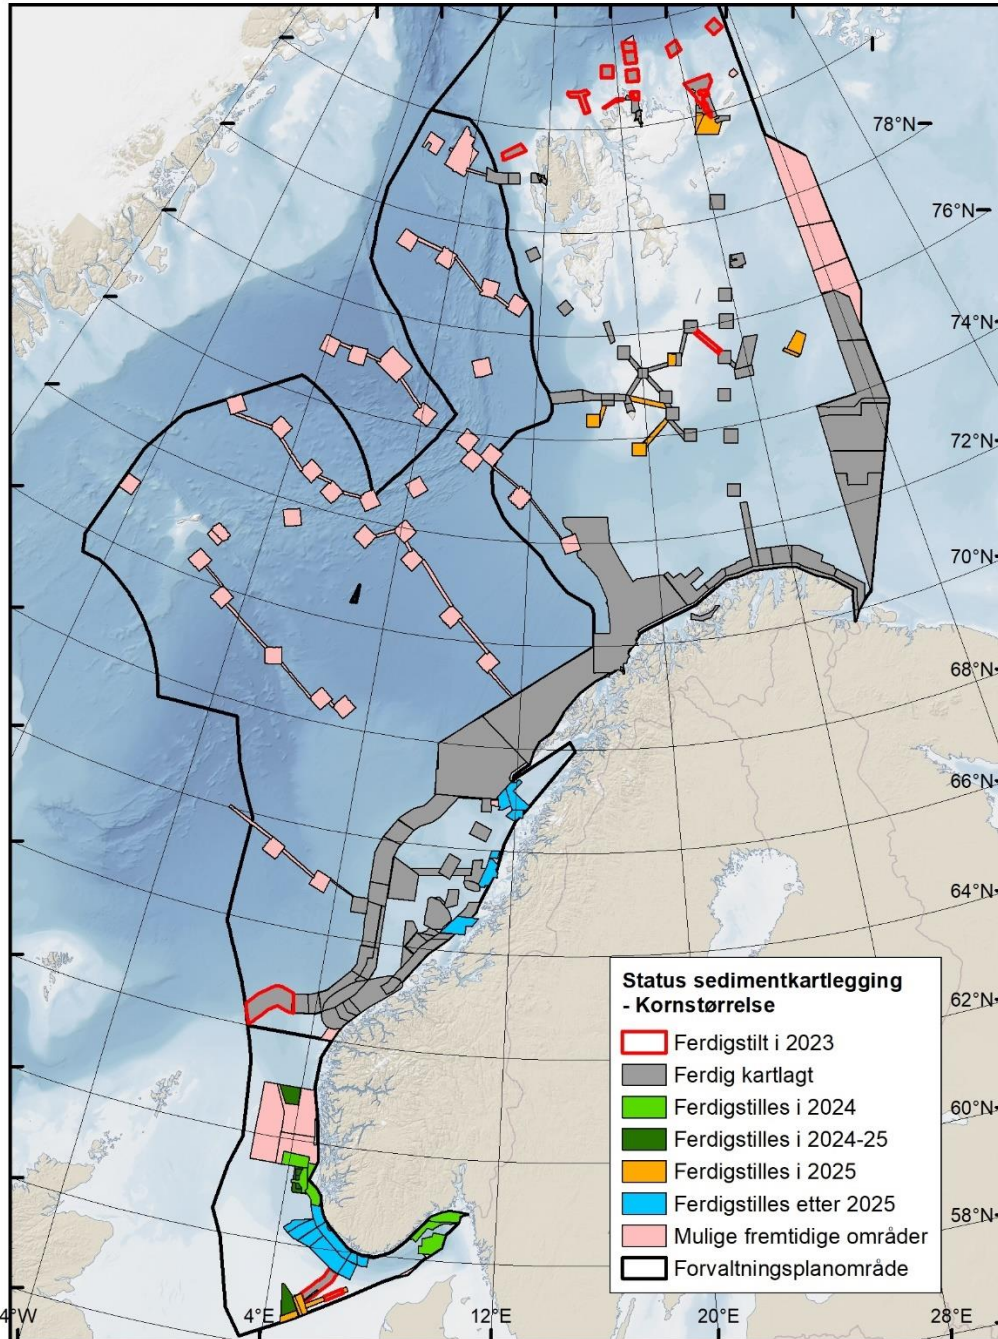 78°N
76°N
74°N
72°N
70°N
68°N
66°N
64°N
62°N
60°N
58°N
Status sedimentkartlegging
- Kornstørrelse
Ferdigstilt i 2023
Ferdig kartlagt
Ferdigstilles i 2024
Ferdigstilles i 2024-25
Ferdigstilles i 2025
Ferdigstilles etter 2025
Mulige fremtidige områder
Forvaltningsplanområde
4°W
4°E
12°E
20°E
28°E